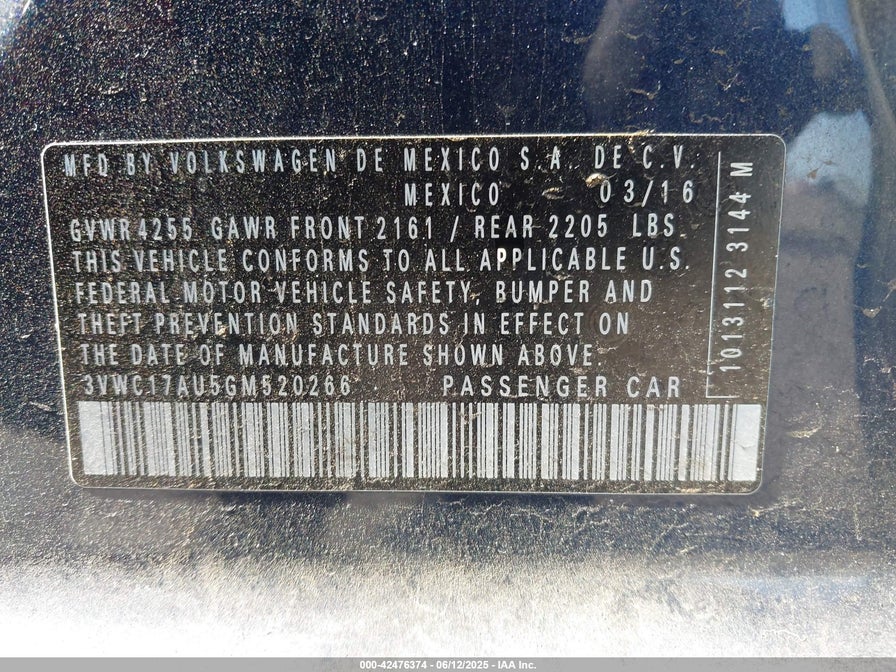 MFD BY VOLKSWAGEN DE MEXICO S.A. DE C.V.
MEXICO 03/16
GVWR 4255 GAWR FRONT 2161 / REAR 2205 LBS.
THIS VEHICLE CONFORMS TO ALL APPLICABLE U.S.
FEDERAL MOTOR VEHICLE SAFETY, BUMPER AND
THEFT PREVENTION STANDARDS IN EFFECT ON
THE DATE OF MANUFACTURE SHOWN ABOVE.
3VWC17AU5GM520266 PASSENGER CAR
1013112 3144 M
000-42476374 | 06/12/2025 - IAA Inc.